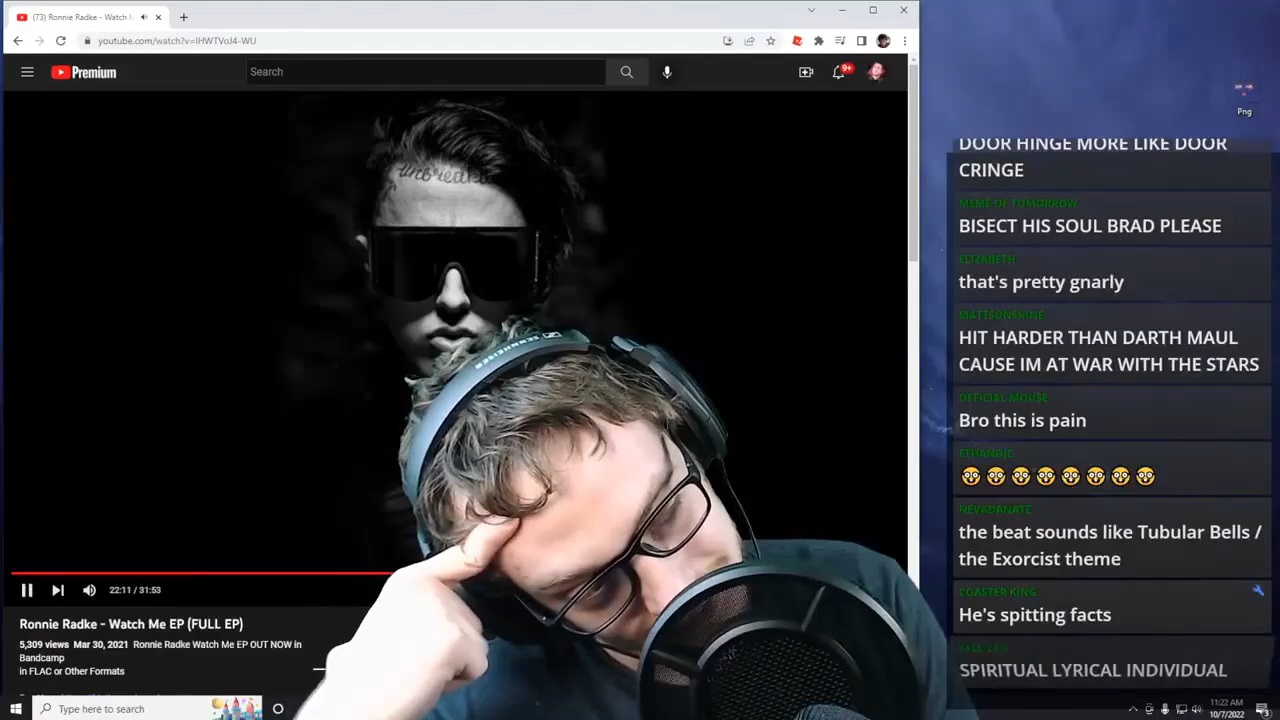 (73) Ronnie Radke - Watch M
youtube.com/watch?v=IHWTVoJ4-WU
Premium
Search
9+
unbreaka
SENNHEISER
22:11 / 31:53
Ronnie Radke - Watch Me EP (FULL EP)
5,309 views Mar 30, 2021 Ronnie Radke Watch Me EP OUT NOW in
Bandcamp
in FLAC or Other Formats
Type here to search
Png
DOOR HINGE MORE LIKE DOOR
CRINGE
MEME OF TOMORROW
BISECT HIS SOUL BRAD PLEASE
ELIZABETH
that's pretty gnarly
MATTSUNSHINE
HIT HARDER THAN DARTH MAUL
CAUSE IM AT WAR WITH THE STARS
OFFICIAL MOUSE
Bro this is pain
NEVADANATE
the beat sounds like Tubular Bells /
the Exorcist theme
COASTER KING
He's spitting facts
SPIRITUAL LYRICAL INDIVIDUAL
11:22 AM
10/7/2022
3